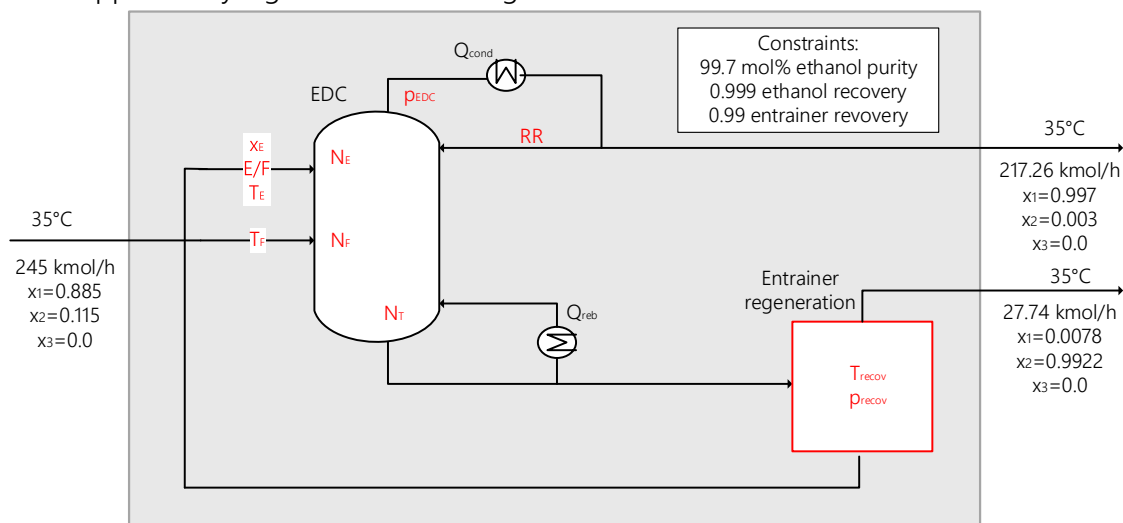 Qcond
Constraints:
99.7 mol% ethanol purity
0.999 ethanol recovery
0.99 entrainer revovery
EDC
pEDC
35°C
RR
xE
E/F
TE
NE
217.26 kmol/h
x1=0.997
x2=0.003
x3=0.0
35°C
TF
NF
245 kmol/h
x1=0.885
x2=0.115
x3=0.0
Entrainer
regeneration
35°C
NT
Qreb
27.74 kmol/h
x1=0.0078
x2=0.9922
x3=0.0
Trecov
precov